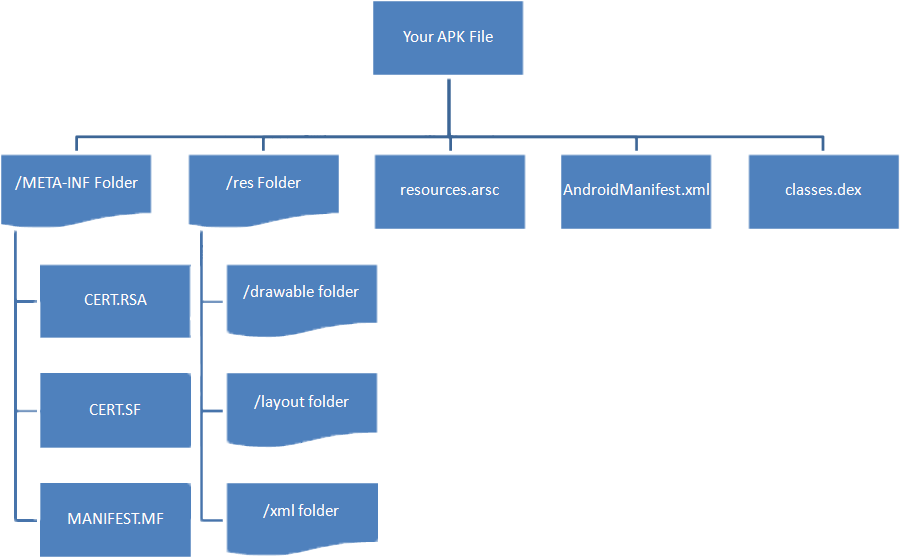 Your APK File
/META-INF Folder
/res Folder
resources.arsc
AndroidManifest.xml
classes.dex
CERT.RSA
/drawable folder
CERT.SF
/layout folder
MANIFEST.MF
/xml folder